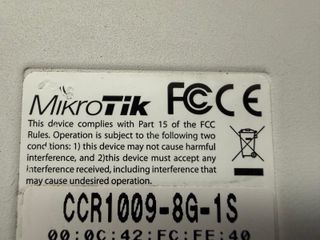 MikroTik FCC CE
This device complies with Part 15 of the FCC
Rules. Operation is subject to the following two
conditions: 1) this device may not cause harmful
interference, and 2)this device must accept any
interference received, including interference that
may cause undesired operation.
CCR1009-8G-1S
00:0C:42:FC:FE:40